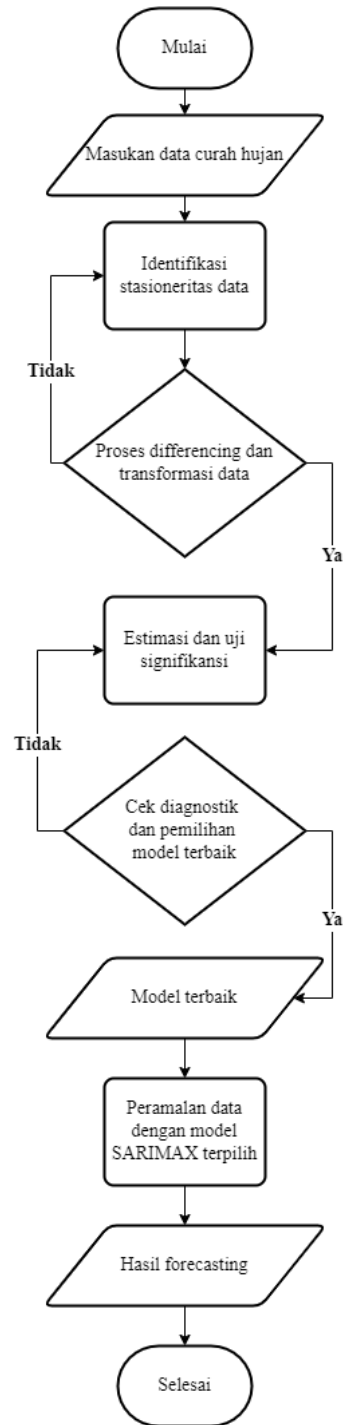 Mulai
Masukan data curah hujan
Identifikasi
stasioneritas data
Tidak
Proses differencing dan
transformasi data
Ya
Estimasi dan uji
signifikansi
Tidak
Cek diagnostik
dan pemilihan
model terbaik
Ya
Model terbaik
Peramalan data
dengan model
SARIMAX terpilih
Hasil forecasting
Selesai